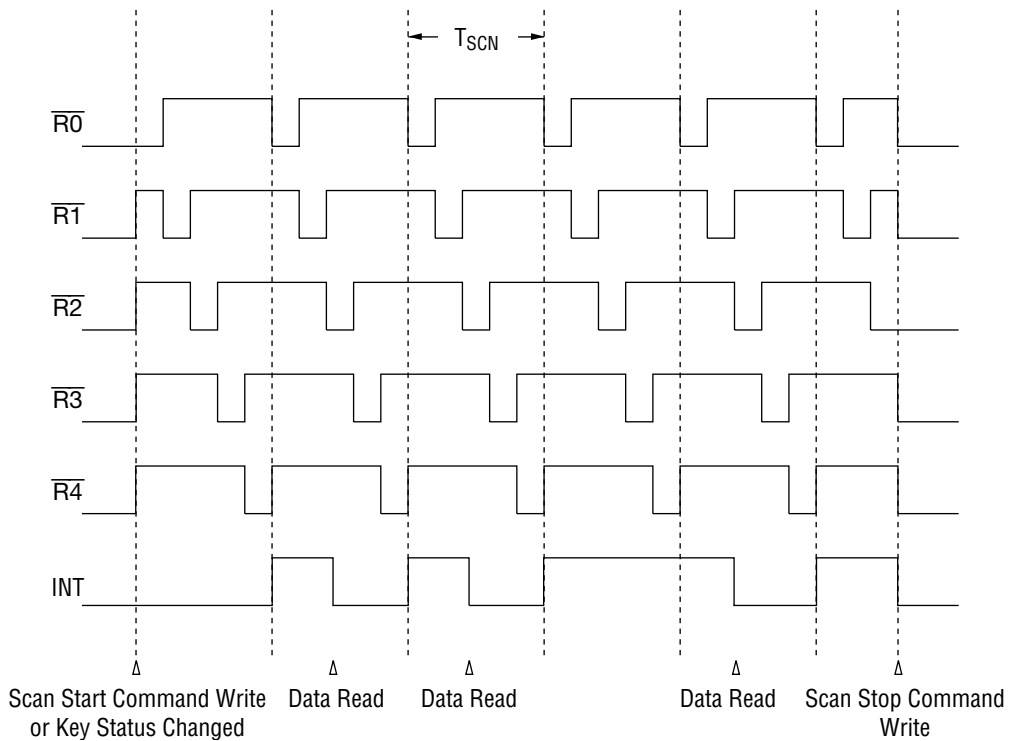 T_SCN
R0
R1
R2
R3
R4
INT
Scan Start Command Write
or Key Status Changed
Data Read
Data Read
Data Read
Scan Stop Command
Write